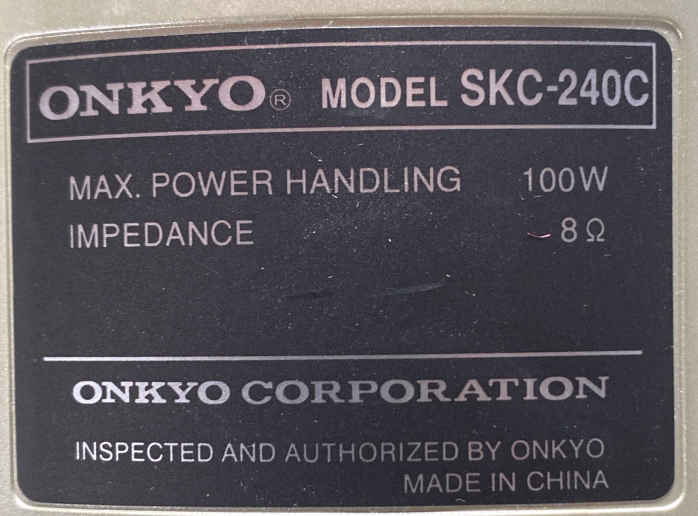 ONKYO® MODEL SKC-240C
MAX. POWER HANDLING 100W
IMPEDANCE 8Ω
ONKYO CORPORATION
INSPECTED AND AUTHORIZED BY ONKYO
MADE IN CHINA